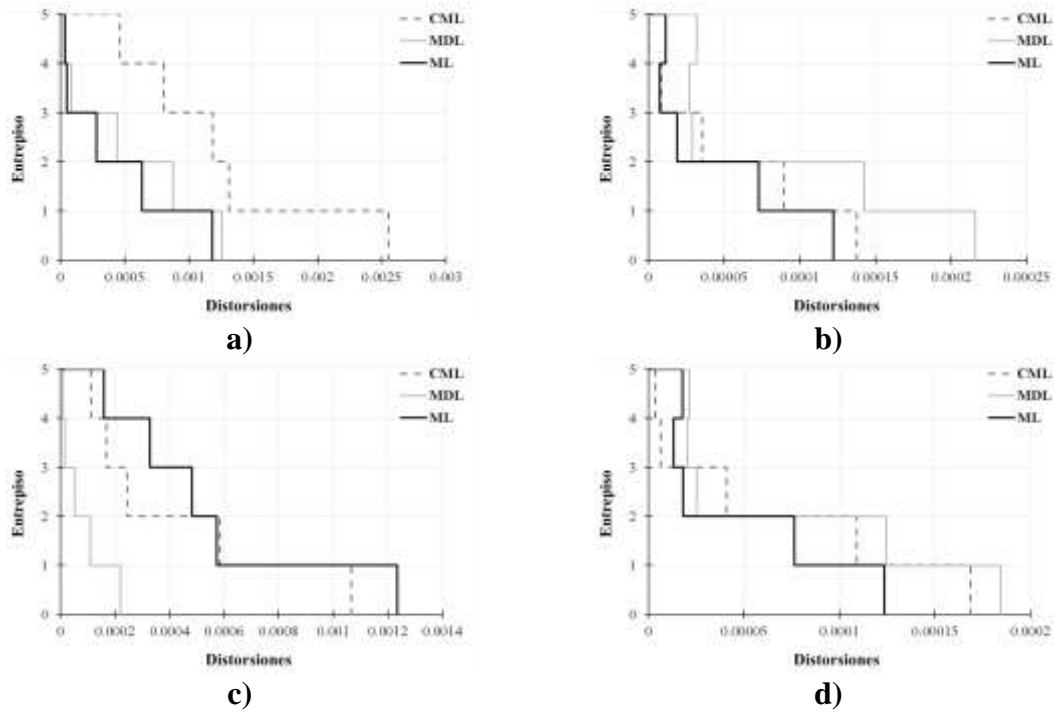 5
4
3
2
1
0
Entrepiso
0
0.0005
0.001
0.0015
0.002
0.0025
0.003
Distorsiones
CML
MDL
ML
a)
5
4
3
2
1
0
Entrepiso
0
0.00005
0.0001
0.00015
0.0002
0.00025
Distorsiones
CML
MDL
ML
b)
5
4
3
2
1
0
Entrepiso
0
0.0002
0.0004
0.0006
0.0008
0.001
0.0012
0.0014
Distorsiones
CML
MDL
ML
c)
5
4
3
2
1
0
Entrepiso
0
0.00005
0.0001
0.00015
0.0002
Distorsiones
CML
MDL
ML
d)